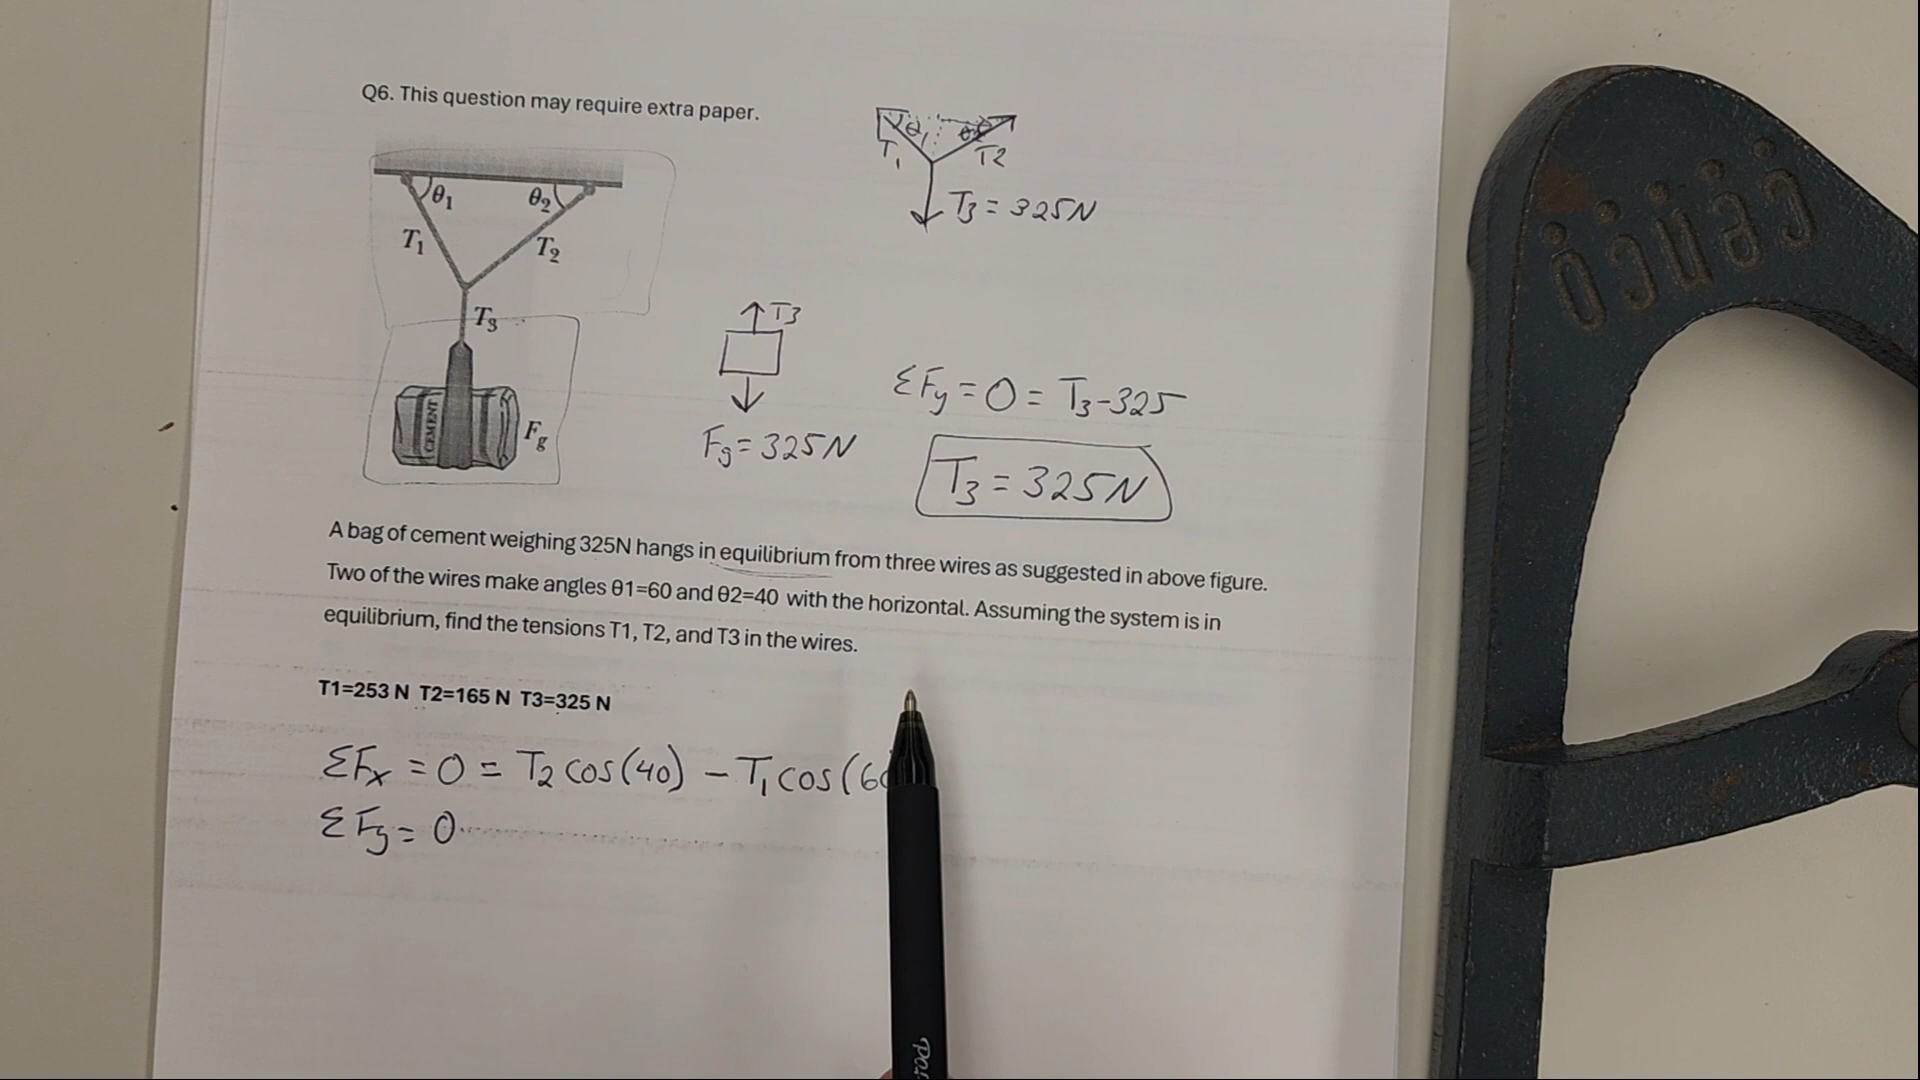 Q6. This question may require extra paper.
θ1 θ2
T1 T2
T3
CEMENT
Fg
θ1 θ2
T1 T2
T3 = 325N
T3
Fg = 325N
ΣFy = 0 = T3-325
T3 = 325N
A bag of cement weighing 325N hangs in equilibrium from three wires as suggested in above figure.
Two of the wires make angles θ1=60 and θ2=40 with the horizontal. Assuming the system is in
equilibrium, find the tensions T1, T2, and T3 in the wires.
T1=253 N T2=165 N T3=325 N
ΣFx = 0 = T2 cos(40) - T1 cos(60
ΣFy = 0